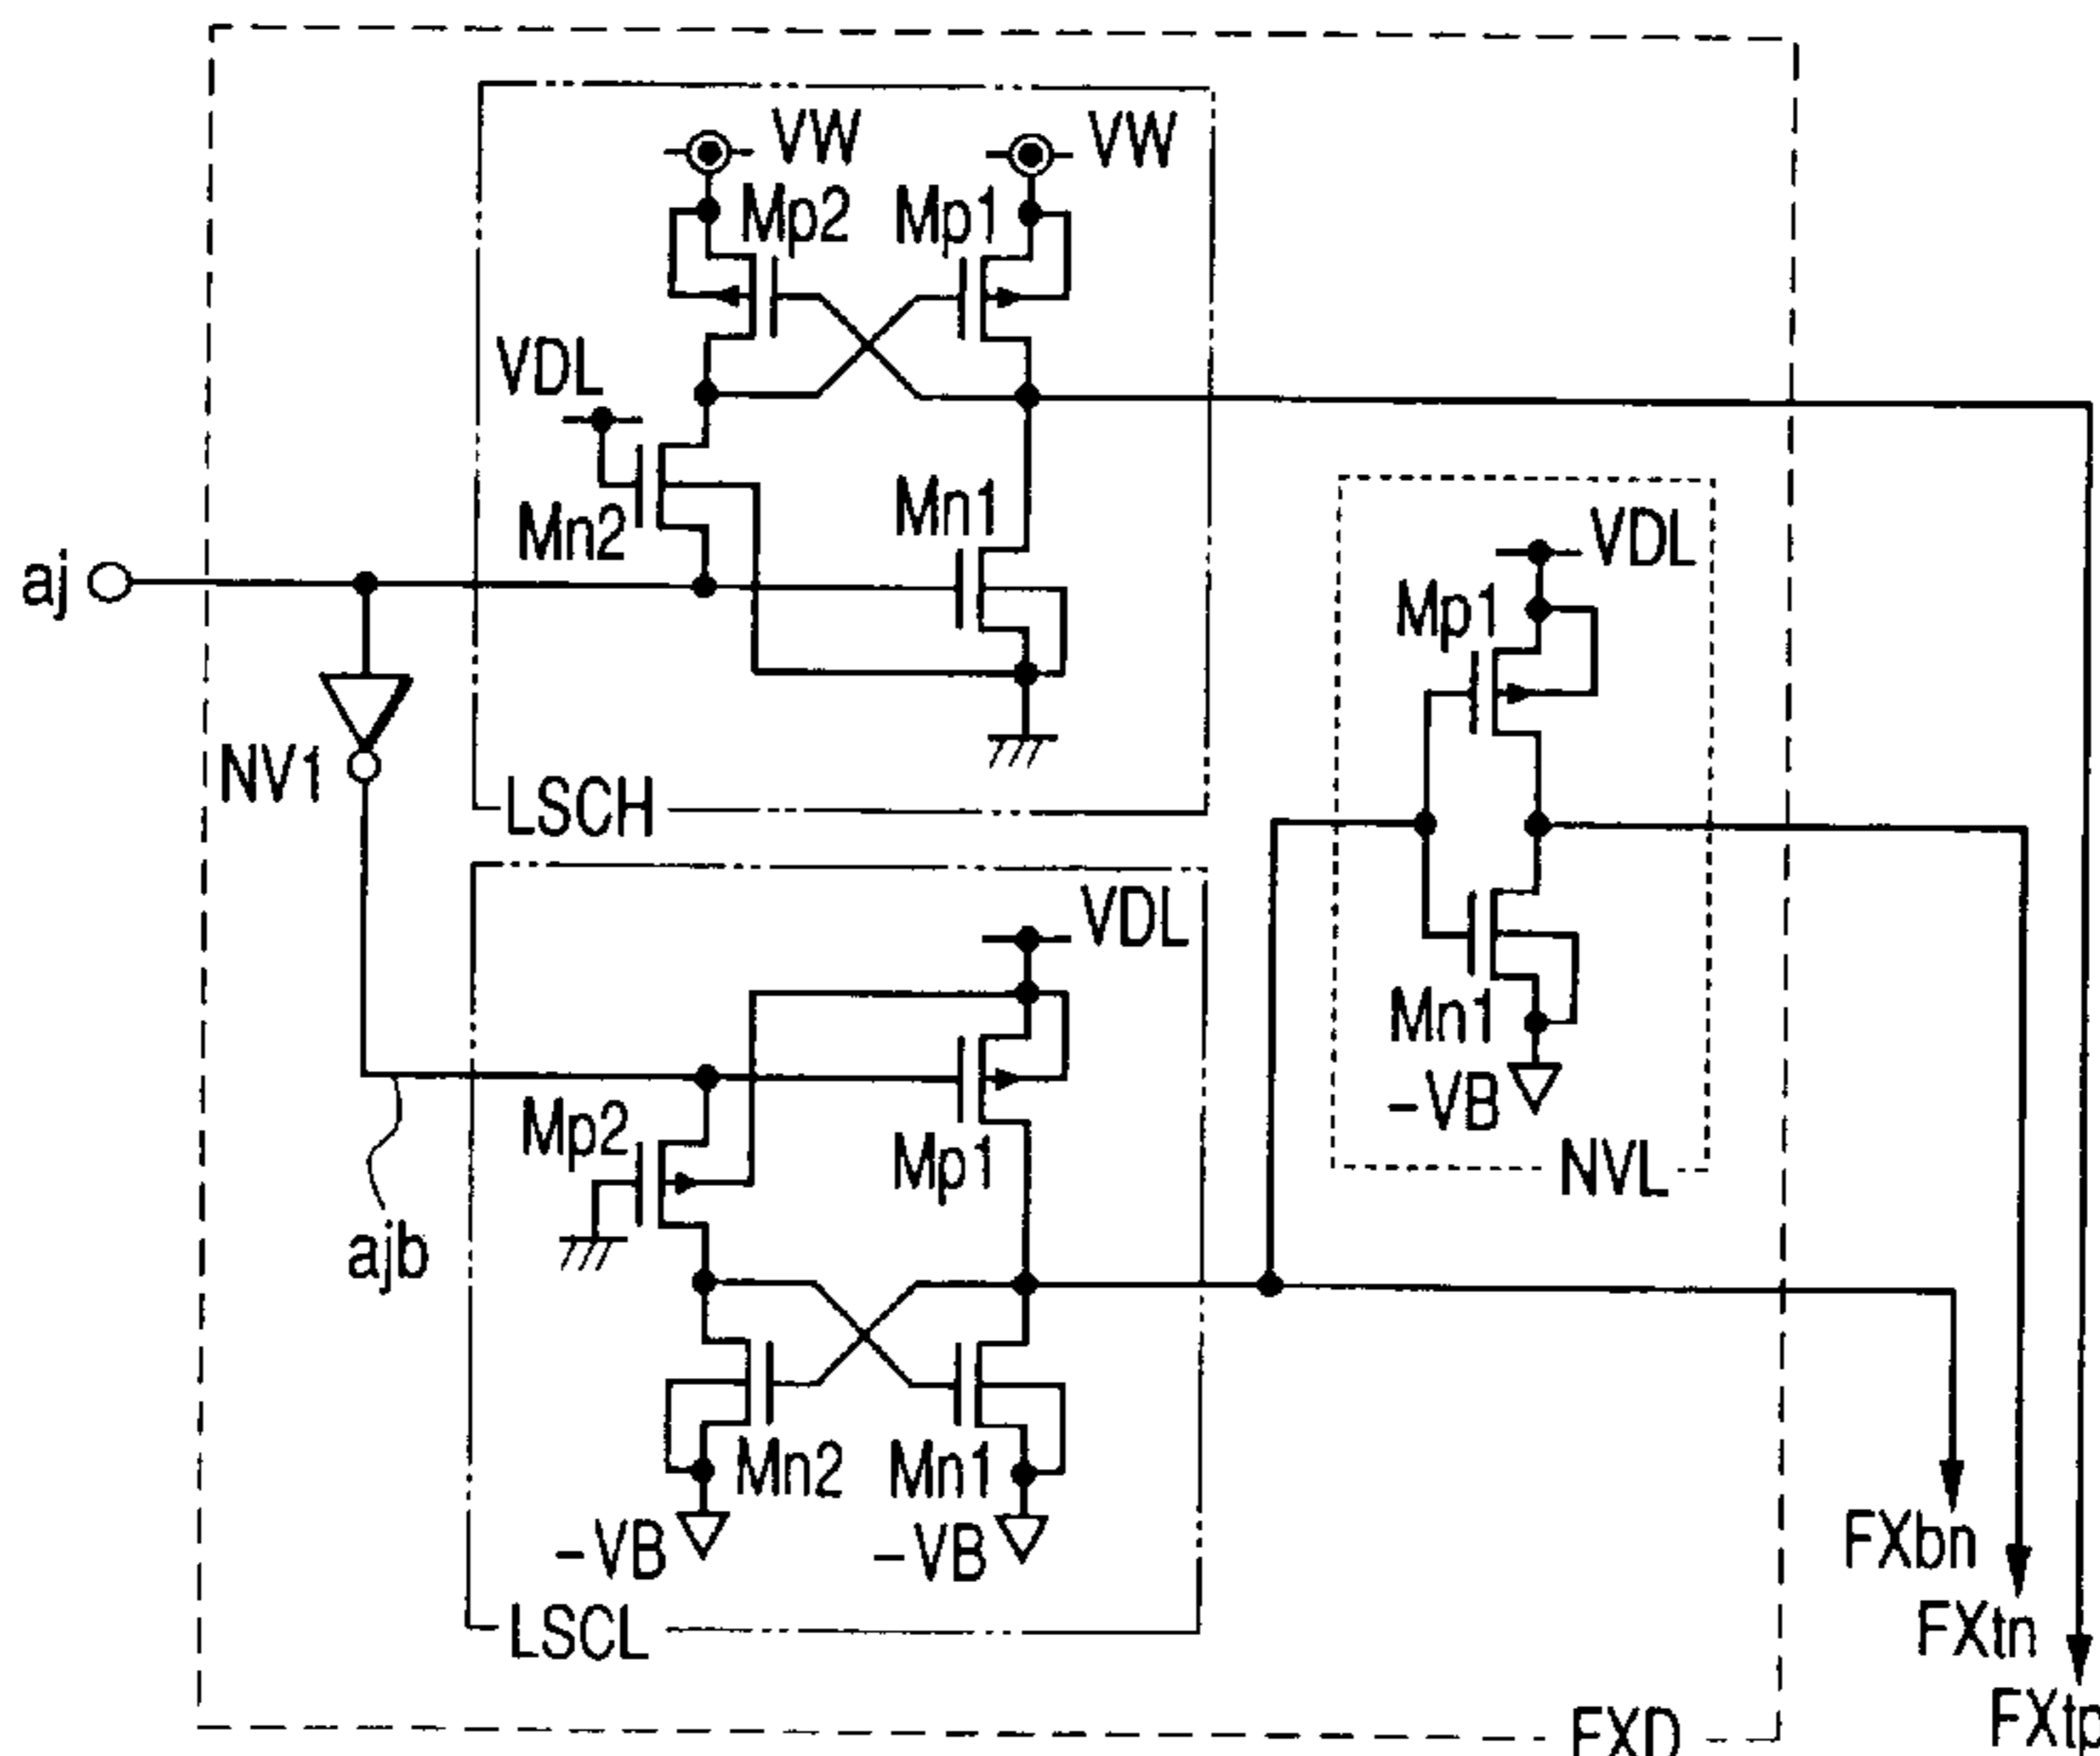 VW
VW
Mp2
Mp1
VDL
Mn2
Mn1
aj
NV1
LSCH
VDL
Mp1
Mn1
-VB
NVL
VDL
Mp2
Mp1
ajb
Mn2
Mn1
-VB
-VB
LSCL
FXbn
FXtn
FXtp
FXD